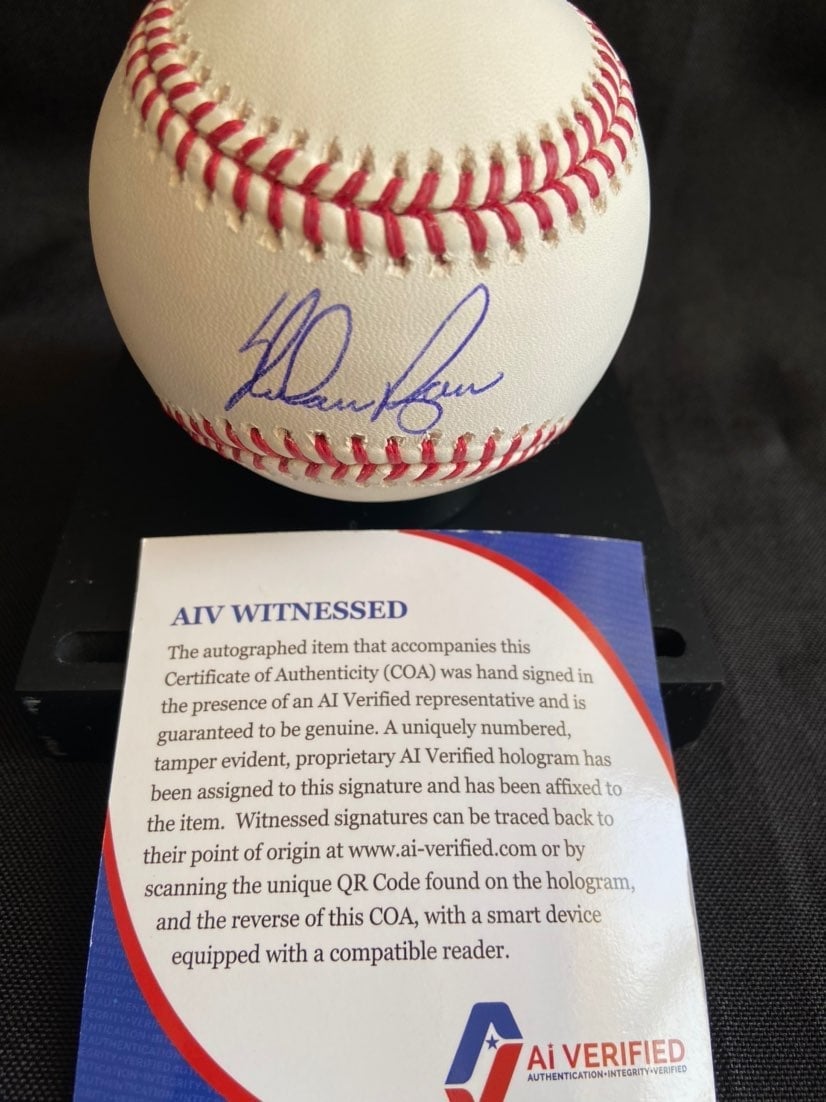 Nolan Ryan
AIV WITNESSED
The autographed item that accompanies this
Certificate of Authenticity (COA) was hand signed in
the presence of an AI Verified representative and is
guaranteed to be genuine. A uniquely numbered,
tamper evident, proprietary AI Verified hologram has
been assigned to this signature and has been affixed to
the item. Witnessed signatures can be traced back to
their point of origin at www.ai-verified.com or by
scanning the unique QR Code found on the hologram,
and the reverse of this COA, with a smart device
equipped with a compatible reader.
Ai VERIFIED
AUTHENTICATION•INTEGRITY•VERIFIED